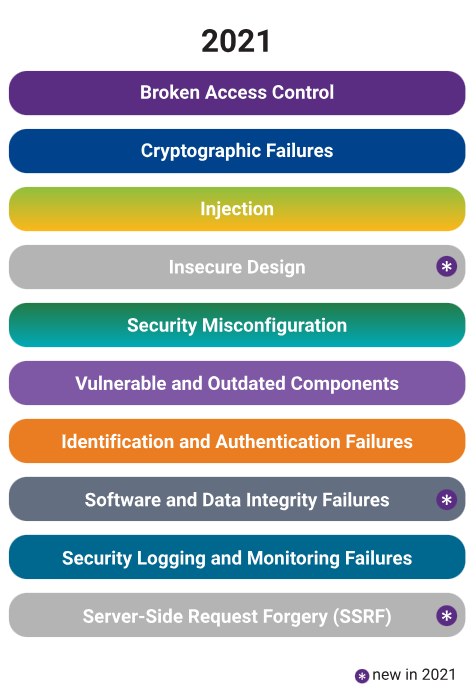 2021
Broken Access Control
Cryptographic Failures
Injection
Insecure Design *
Security Misconfiguration
Vulnerable and Outdated Components
Identification and Authentication Failures
Software and Data Integrity Failures *
Security Logging and Monitoring Failures
Server-Side Request Forgery (SSRF) *
* new in 2021